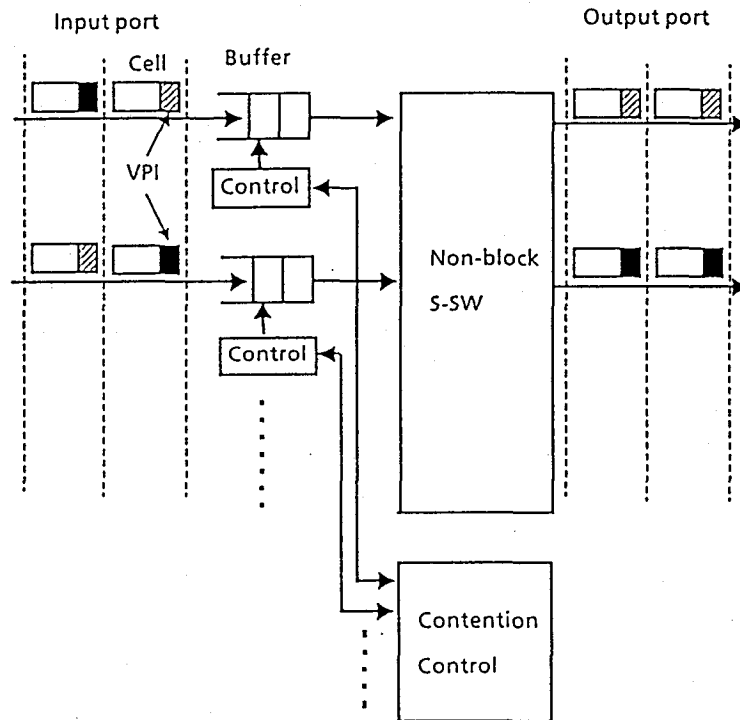 Input port
Output port
Cell
Buffer
VPI
Control
Non-block
S-SW
Control
Contention
Control